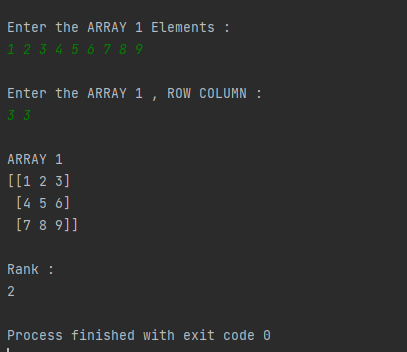 Enter the ARRAY 1 Elements :
1 2 3 4 5 6 7 8 9
Enter the ARRAY 1 , ROW COLUMN :
3 3
ARRAY 1
[[1 2 3]
 [4 5 6]
 [7 8 9]]
Rank :
2
Process finished with exit code 0